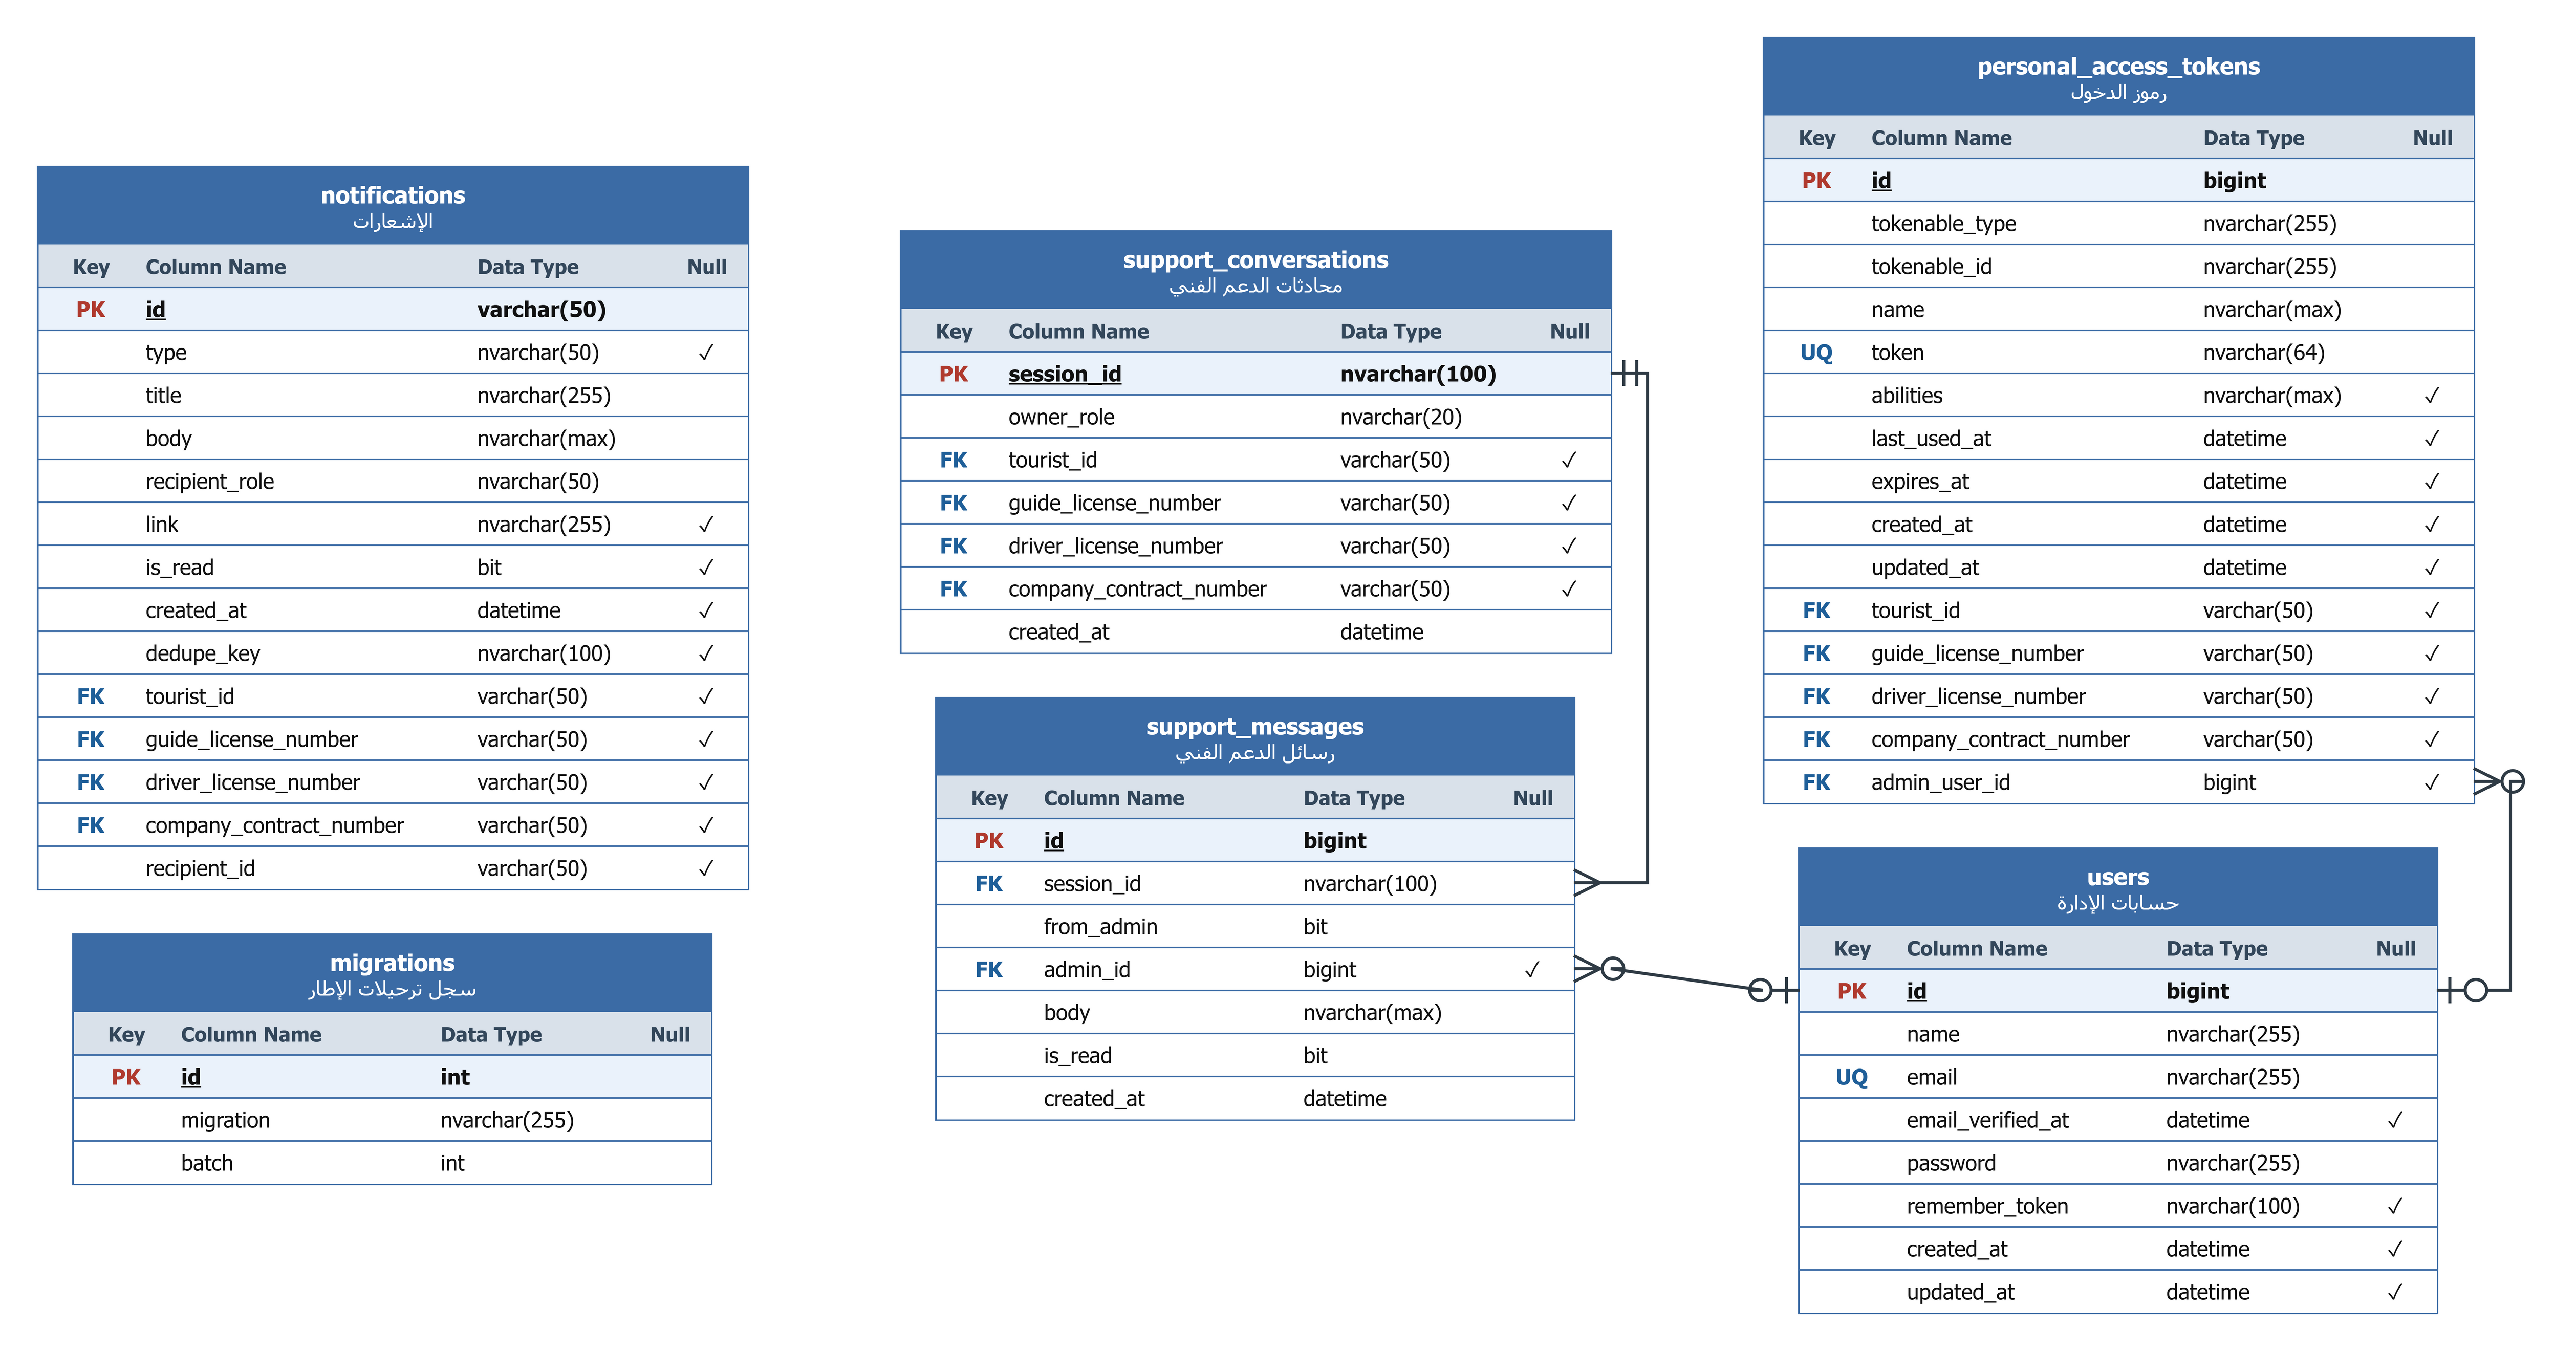 notifications
الإشعارات
Key Column Name Data Type Null
PK id varchar(50)
type nvarchar(50) ✓
title nvarchar(255)
body nvarchar(max)
recipient_role nvarchar(50)
link nvarchar(255) ✓
is_read bit ✓
created_at datetime ✓
dedupe_key nvarchar(100) ✓
FK tourist_id varchar(50) ✓
FK guide_license_number varchar(50) ✓
FK driver_license_number varchar(50) ✓
FK company_contract_number varchar(50) ✓
recipient_id varchar(50) ✓
migrations
سجل ترحيلات الإطار
Key Column Name Data Type Null
PK id int
migration nvarchar(255)
batch int
support_conversations
محادثات الدعم الفني
Key Column Name Data Type Null
PK session_id nvarchar(100)
owner_role nvarchar(20)
FK tourist_id varchar(50) ✓
FK guide_license_number varchar(50) ✓
FK driver_license_number varchar(50) ✓
FK company_contract_number varchar(50) ✓
created_at datetime
support_messages
رسائل الدعم الفني
Key Column Name Data Type Null
PK id bigint
FK session_id nvarchar(100)
from_admin bit
FK admin_id bigint ✓
body nvarchar(max)
is_read bit
created_at datetime
personal_access_tokens
رموز الدخول
Key Column Name Data Type Null
PK id bigint
tokenable_type nvarchar(255)
tokenable_id nvarchar(255)
name nvarchar(max)
UQ token nvarchar(64)
abilities nvarchar(max) ✓
last_used_at datetime ✓
expires_at datetime ✓
created_at datetime ✓
updated_at datetime ✓
FK tourist_id varchar(50) ✓
FK guide_license_number varchar(50) ✓
FK driver_license_number varchar(50) ✓
FK company_contract_number varchar(50) ✓
FK admin_user_id bigint ✓
users
حسابات الإدارة
Key Column Name Data Type Null
PK id bigint
name nvarchar(255)
UQ email nvarchar(255)
email_verified_at datetime ✓
password nvarchar(255)
remember_token nvarchar(100) ✓
created_at datetime ✓
updated_at datetime ✓